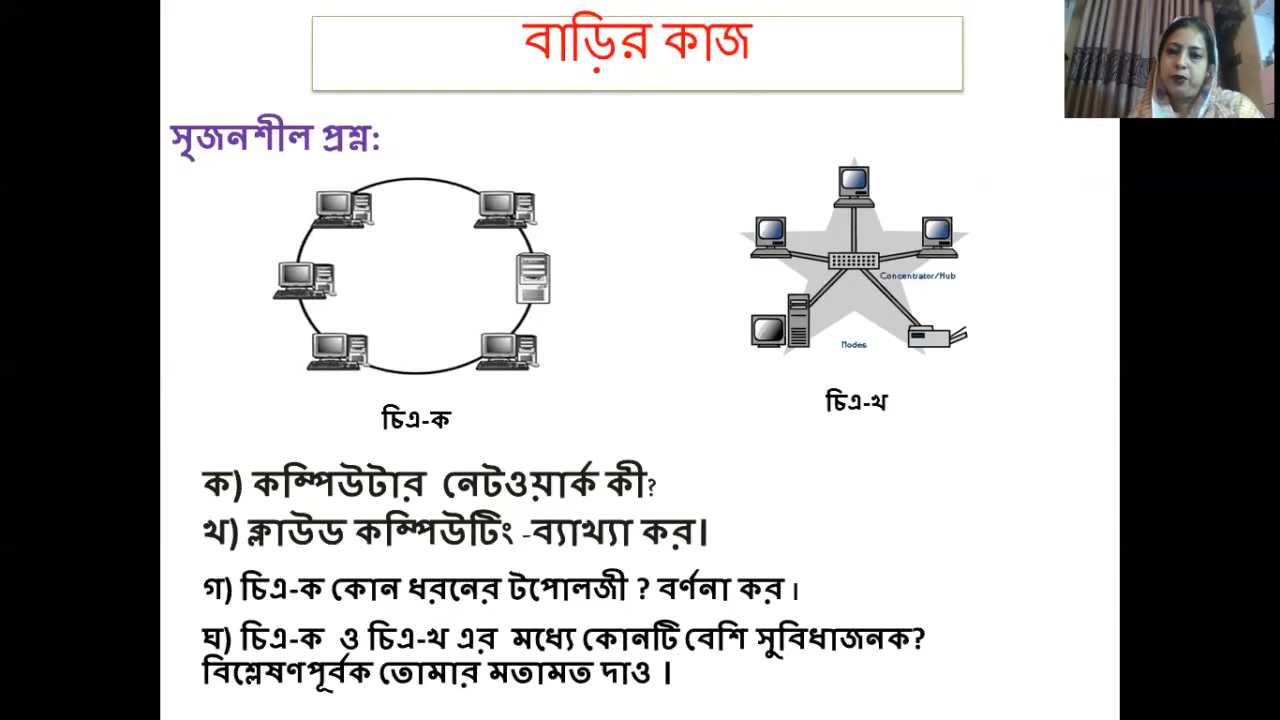 বাড়ির কাজ
সৃজনশীল প্রশ্ন:
Concentrator/Hub
Nodes
চিএ-ক
চিএ-খ
ক) কম্পিউটার নেটওয়ার্ক কী?
খ) ক্লাউড কম্পিউটিং -ব্যাখ্যা কর।
গ) চিএ-ক কোন ধরনের টপোলজী ? বর্ণনা কর ।
ঘ) চিএ-ক ও চিএ-খ এর মধ্যে কোনটি বেশি সুবিধাজনক?
বিশ্লেষণপূর্বক তোমার মতামত দাও ।